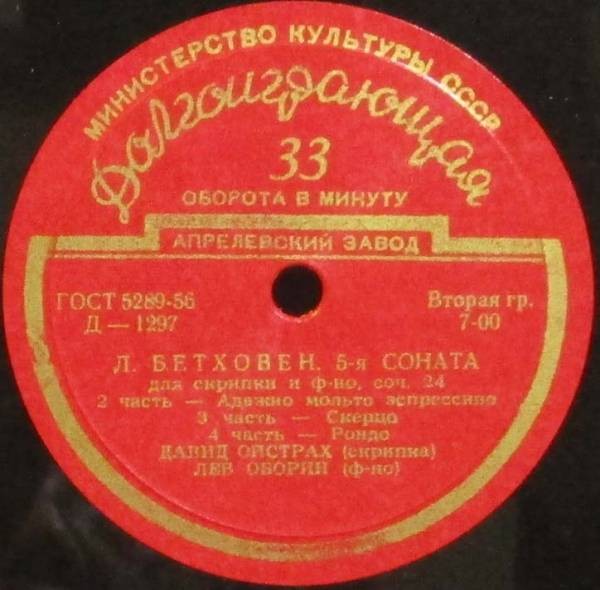 МИНИСТЕРСТВО КУЛЬТУРЫ СССР
Долгоиграющая
33
ОБОРОТА В МИНУТУ
АПРЕЛЕВСКИЙ ЗАВОД
ГОСТ 5289-56
Д — 1297
Вторая гр.
7-00
Л. БЕТХОВЕН. 5-я СОНАТА
для скрипки и ф-но, соч. 24
2 часть — Адажио мольто эспрессиво
3 часть — Скерцо
4 часть — Рондо
ДАВИД ОЙСТРАХ (скрипка)
ЛЕВ ОБОРИН (ф-но)